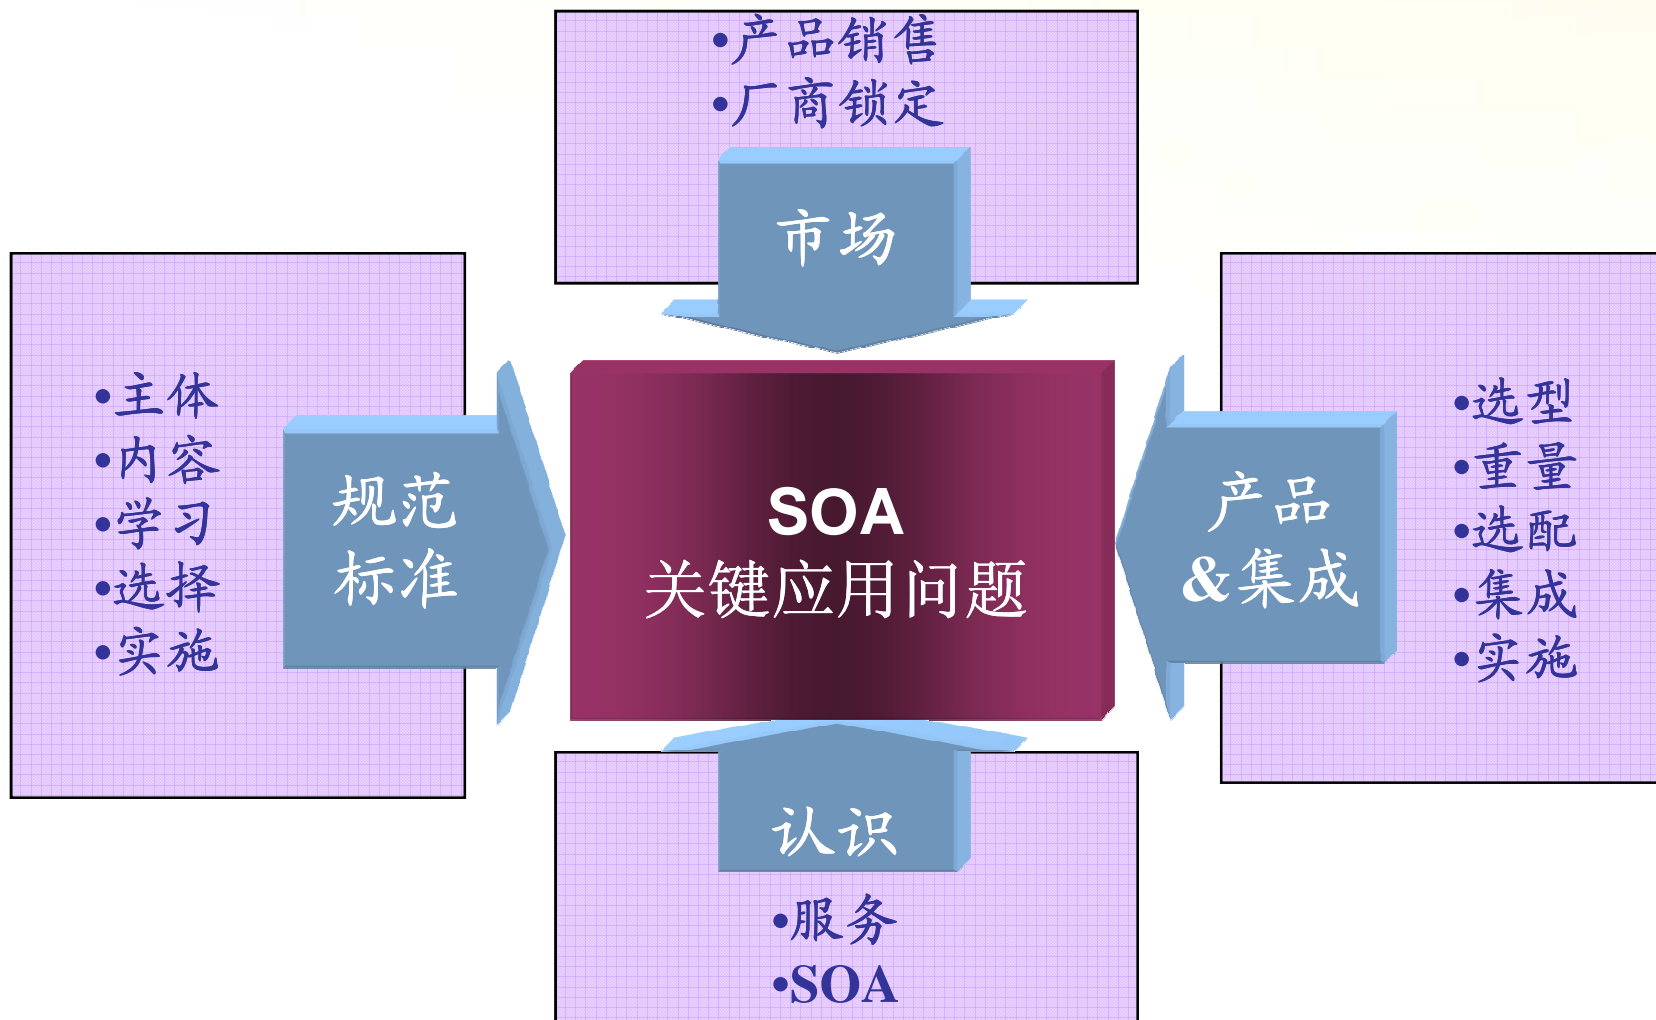 •产品销售
•厂商锁定
市场
•主体
•内容
•学习
•选择
•实施
规范
标准
SOA
关键应用问题
产品
&集成
•选型
•重量
•选配
•集成
•实施
认识
•服务
•SOA